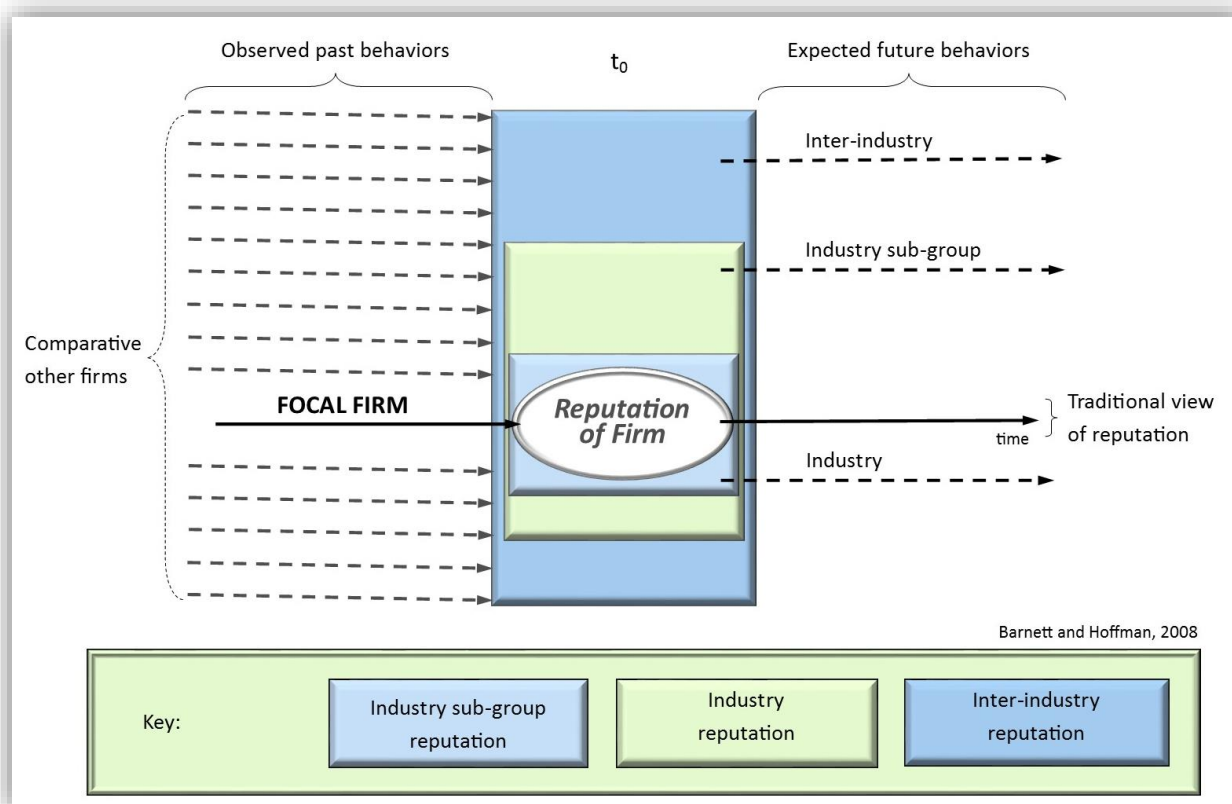 Observed past behaviors
t₀
Expected future behaviors
Inter-industry
Industry sub-group
Comparative
other firms
FOCAL FIRM
Reputation
of Firm
time
Traditional view
of reputation
Industry
Barnett and Hoffman, 2008
Key:
Industry sub-group
reputation
Industry
reputation
Inter-industry
reputation